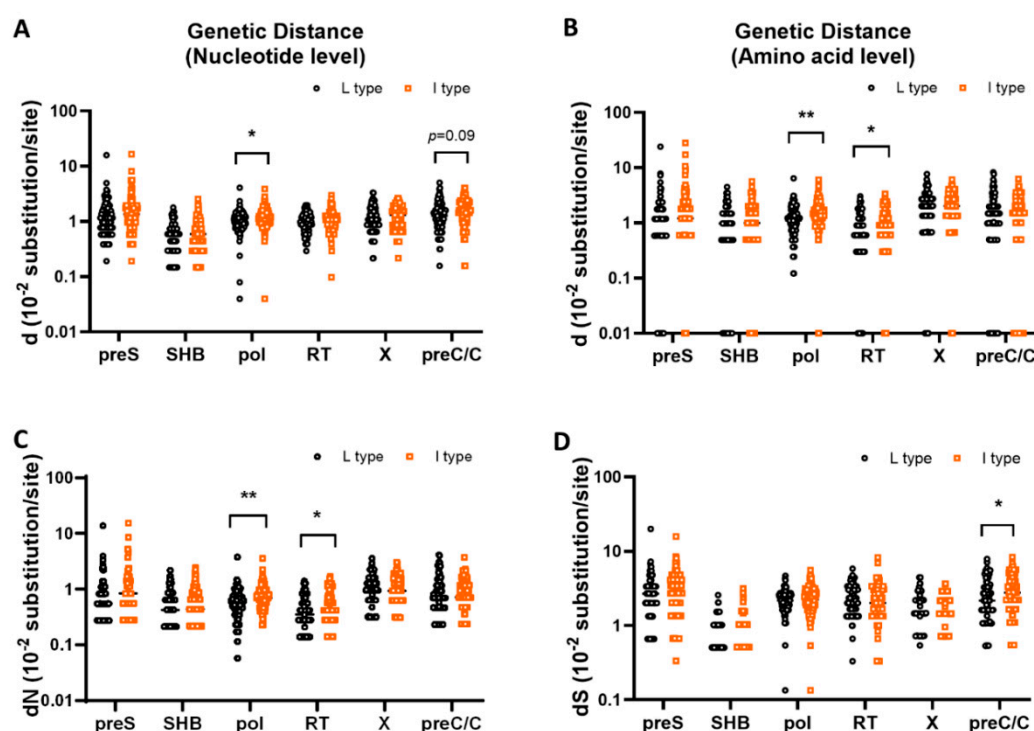 A
Genetic Distance
(Nucleotide level)
L type
I type
d (10⁻² substitution/site)
100
10
1
0.1
0.01
*
p=0.09
preS
SHB
pol
RT
X
preC/C
B
Genetic Distance
(Amino acid level)
L type
I type
d (10⁻² substitution/site)
100
10
1
0.1
0.01
**
*
preS
SHB
pol
RT
X
preC/C
C
L type
I type
dN (10⁻² substitution/site)
100
10
1
0.1
0.01
**
*
preS
SHB
pol
RT
X
preC/C
D
L type
I type
dS (10⁻² substitution/site)
100
10
1
0.1
*
preS
SHB
pol
RT
X
preC/C